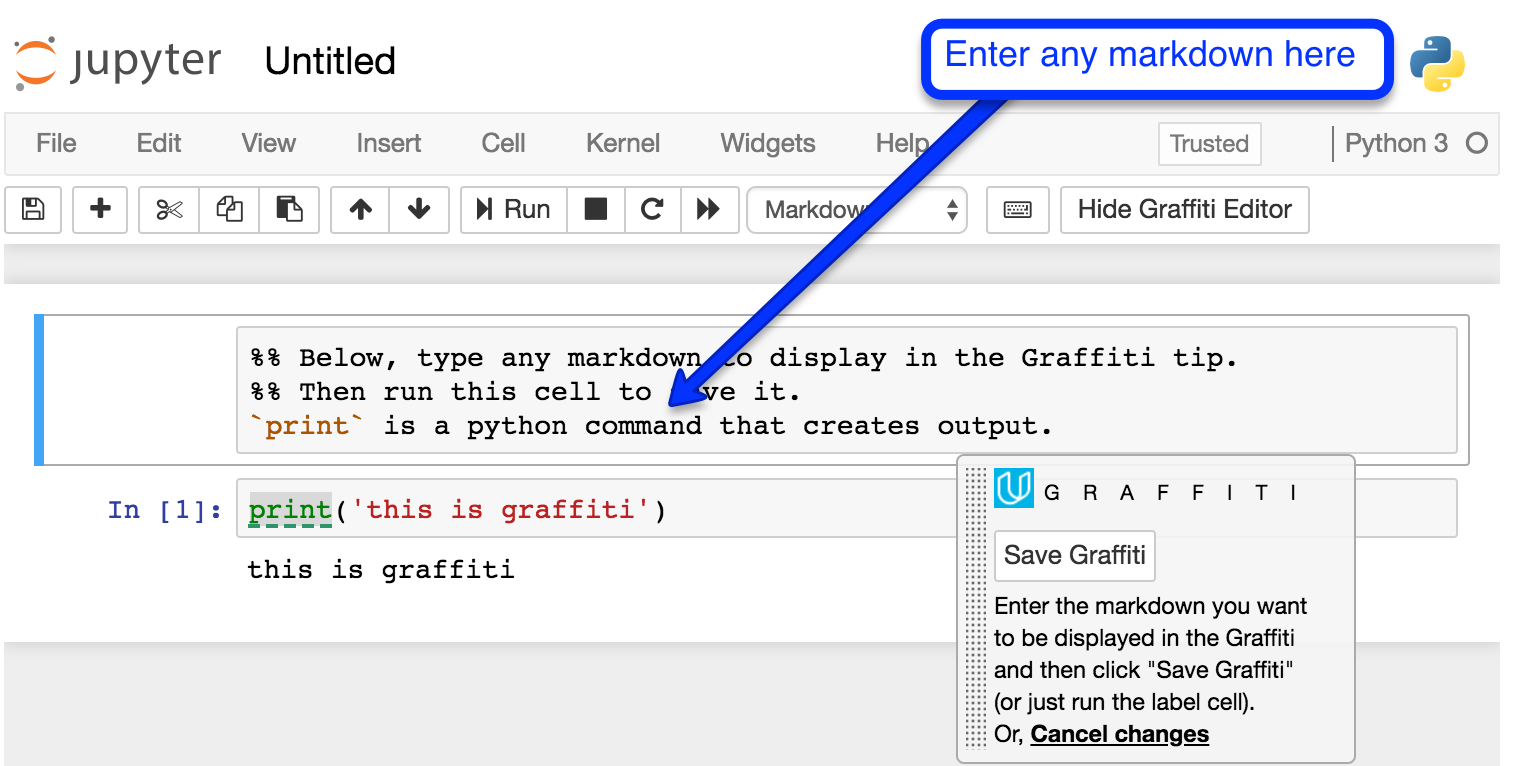 jupyter Untitled
Enter any markdown here
File Edit View Insert Cell Kernel Widgets Help Trusted Python 3
Run Markdown Hide Graffiti Editor
%% Below, type any markdown to display in the Graffiti tip.
%% Then run this cell to save it.
`print` is a python command that creates output.
In [1]: print('this is graffiti')
this is graffiti
GRAFFITI
Save Graffiti
Enter the markdown you want
to be displayed in the Graffiti
and then click "Save Graffiti"
(or just run the label cell).
Or, Cancel changes